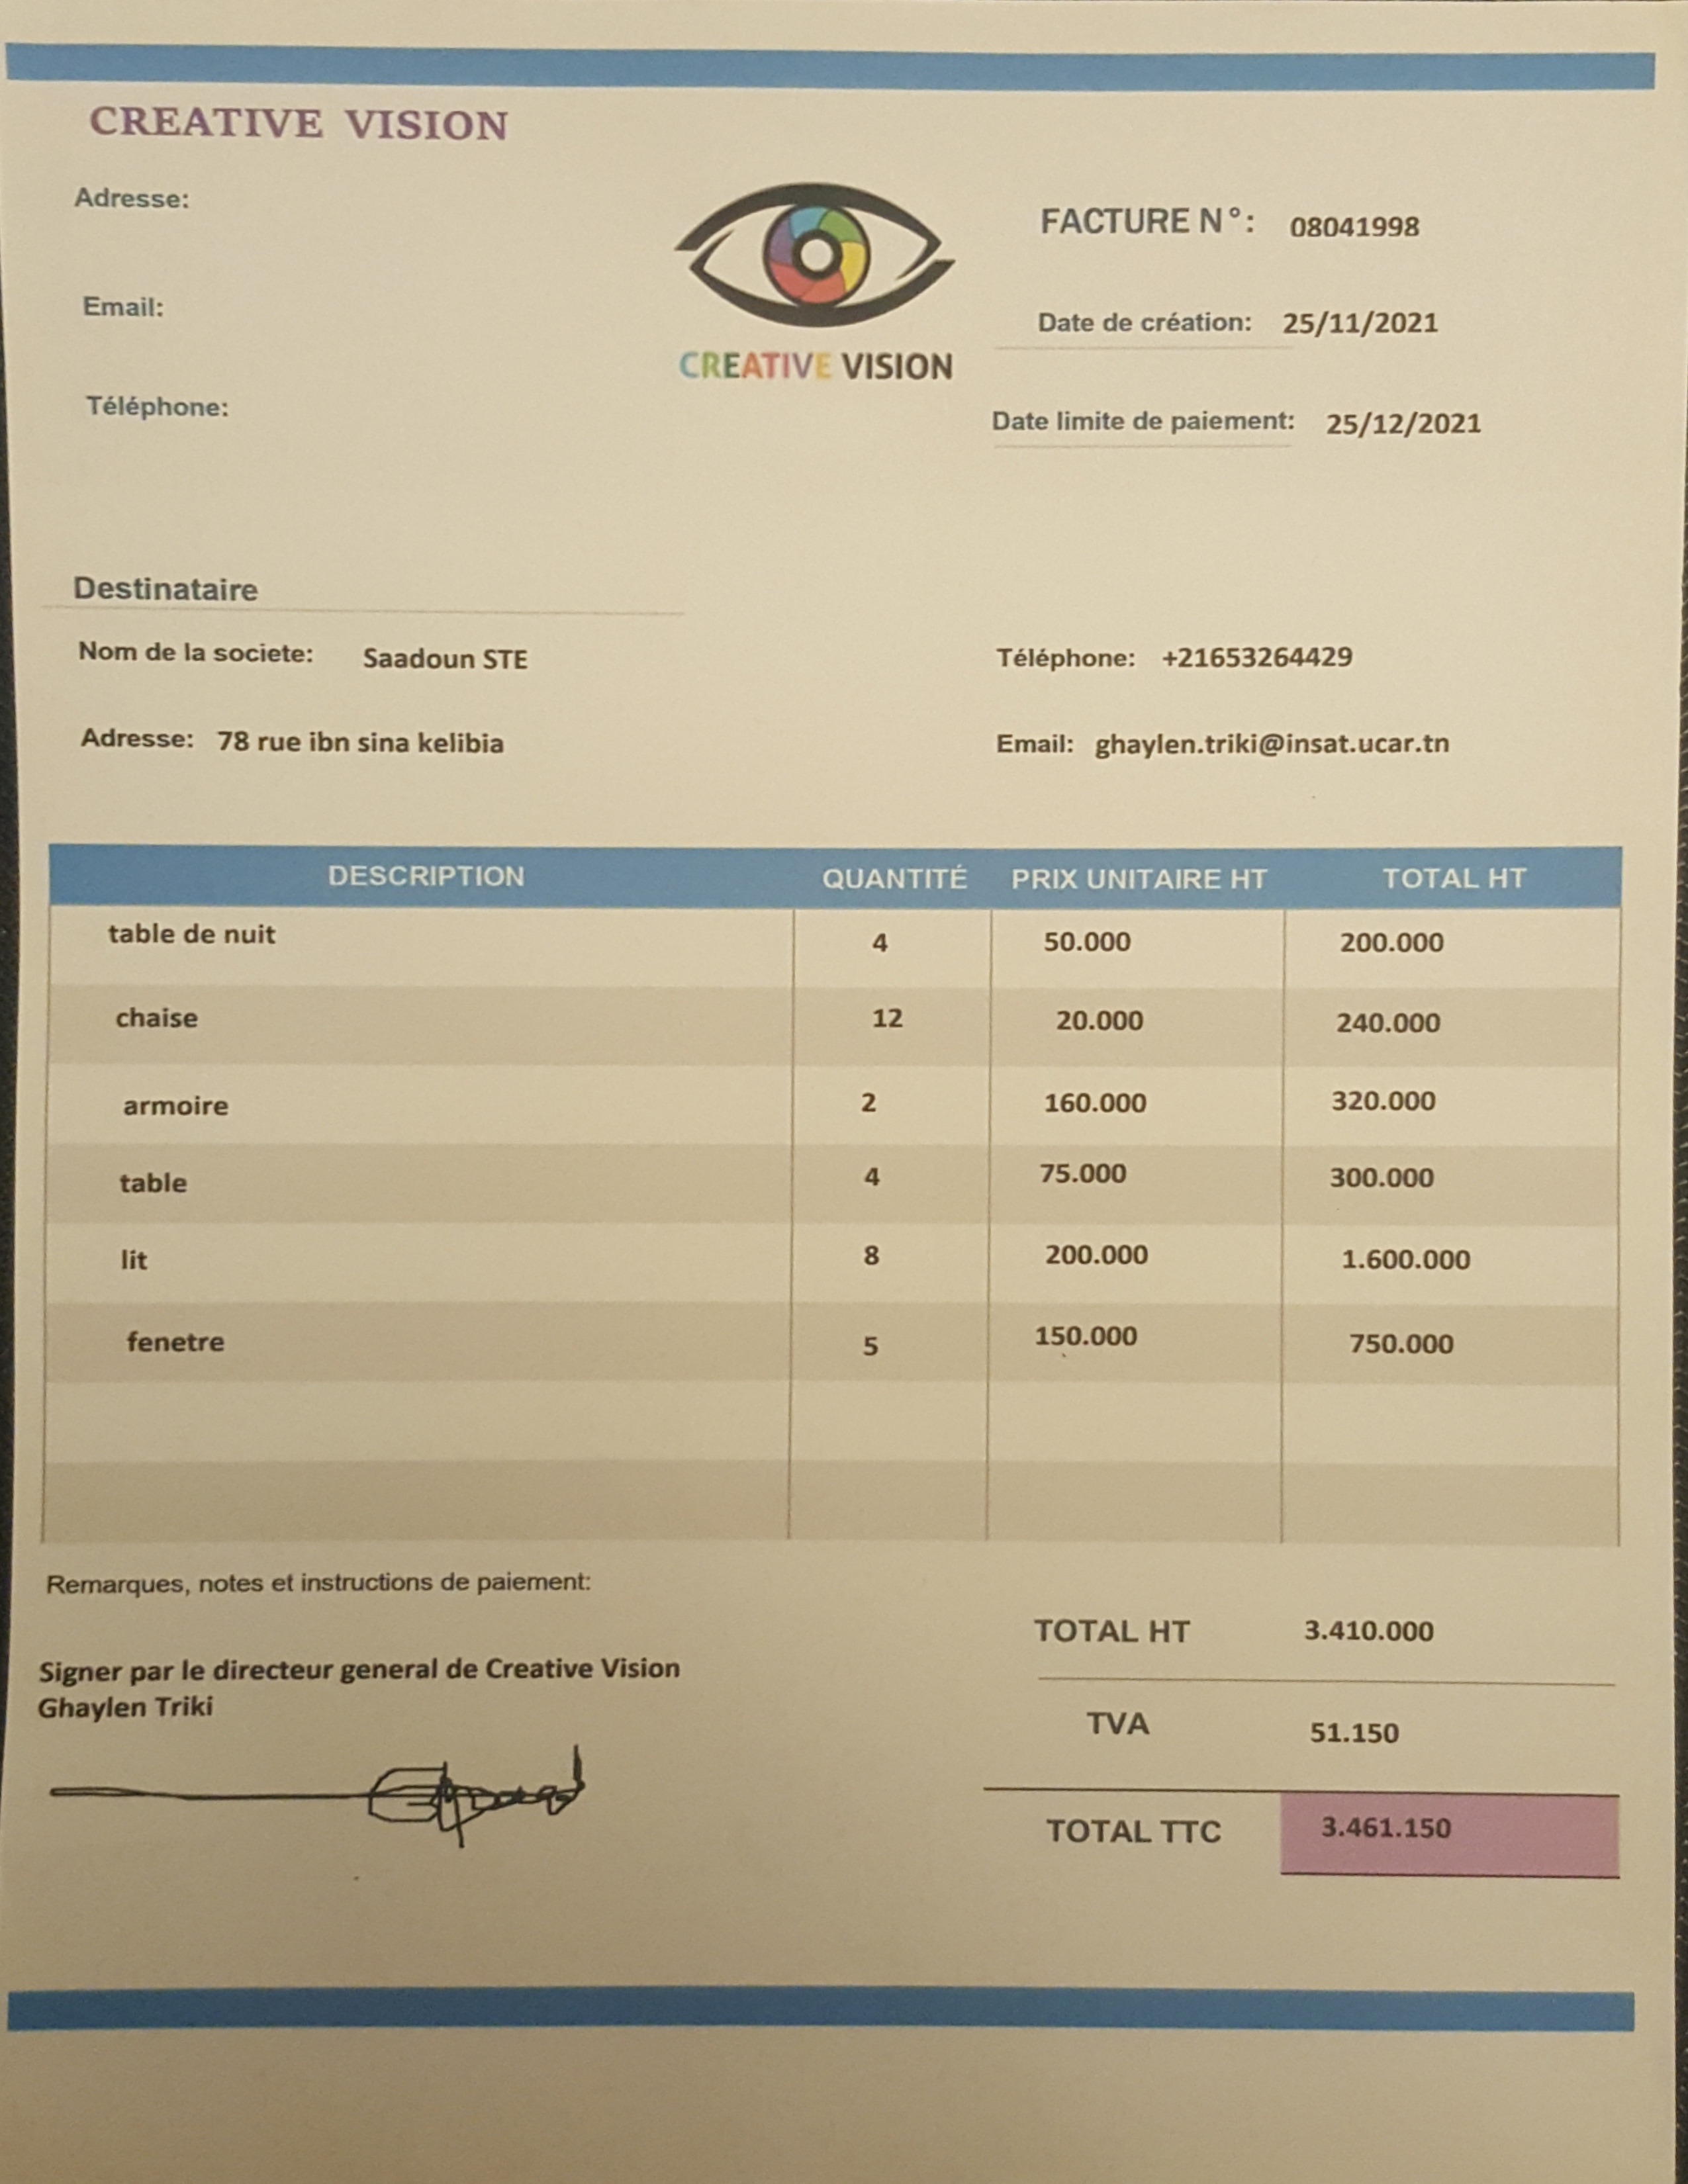 CREATIVE VISION
Adresse:
Email:
Téléphone:
CREATIVE VISION
FACTURE N°: 08041998
Date de création: 25/11/2021
Date limite de paiement: 25/12/2021
Destinataire
Nom de la societe: Saadoun STE
Téléphone: +21653264429
Adresse: 78 rue ibn sina kelibia
Email: ghaylen.triki@insat.ucar.tn
DESCRIPTION QUANTITÉ PRIX UNITAIRE HT TOTAL HT
table de nuit 4 50.000 200.000
chaise 12 20.000 240.000
armoire 2 160.000 320.000
table 4 75.000 300.000
lit 8 200.000 1.600.000
fenetre 5 150.000 750.000
Remarques, notes et instructions de paiement:
Signer par le directeur general de Creative Vision
Ghaylen Triki
TOTAL HT 3.410.000
TVA 51.150
TOTAL TTC 3.461.150